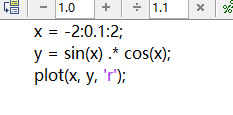 − 1.0 + ÷ 1.1 ×
x = -2:0.1:2;
y = sin(x) .* cos(x);
plot(x, y, 'r');